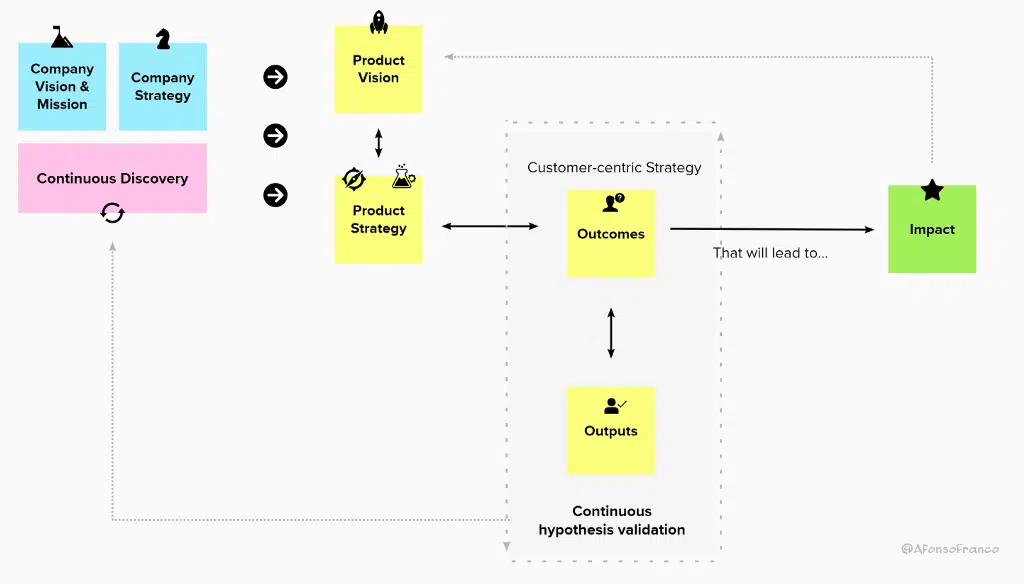 Company
Vision &
Mission
Company
Strategy
Continuous Discovery
Product
Vision
Product
Strategy
Customer-centric Strategy
Outcomes
That will lead to...
Impact
Outputs
Continuous
hypothesis validation
@AfonsoFranco